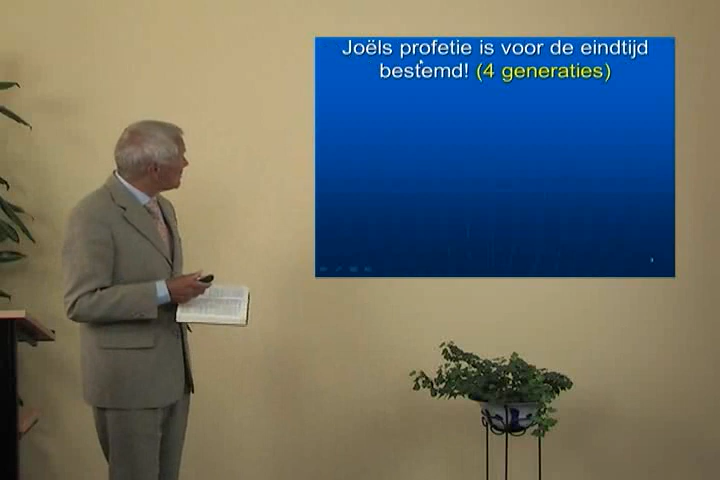 Joëls profetie is voor de eindtijd
bestemd! (4 generaties)